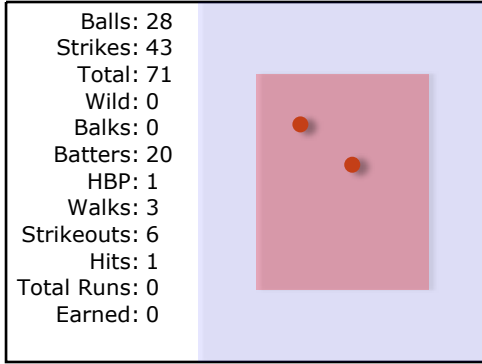 Balls: 28
Strikes: 43
Total: 71
Wild: 0
Balks: 0
Batters: 20
HBP: 1
Walks: 3
Strikeouts: 6
Hits: 1
Total Runs: 0
Earned: 0